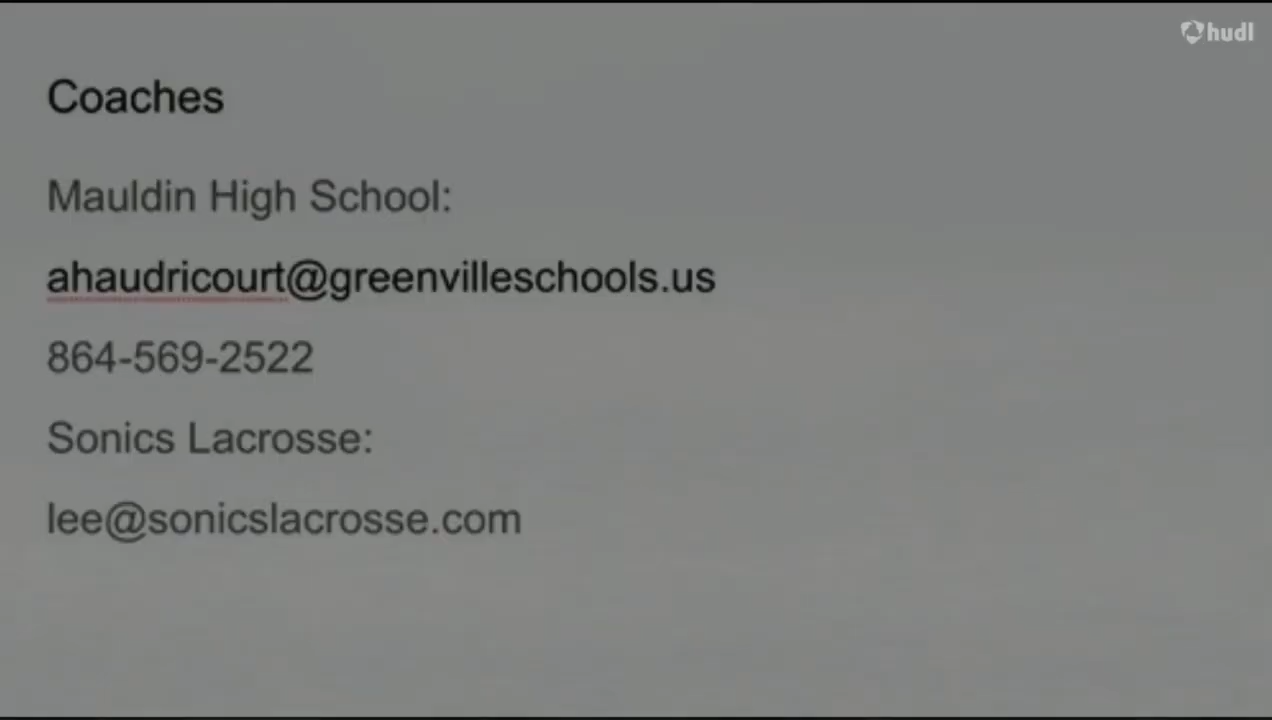 hudl
Coaches
Mauldin High School:
ahaudricourt@greenvilleschools.us
864-569-2522
Sonics Lacrosse:
lee@sonicslacrosse.com